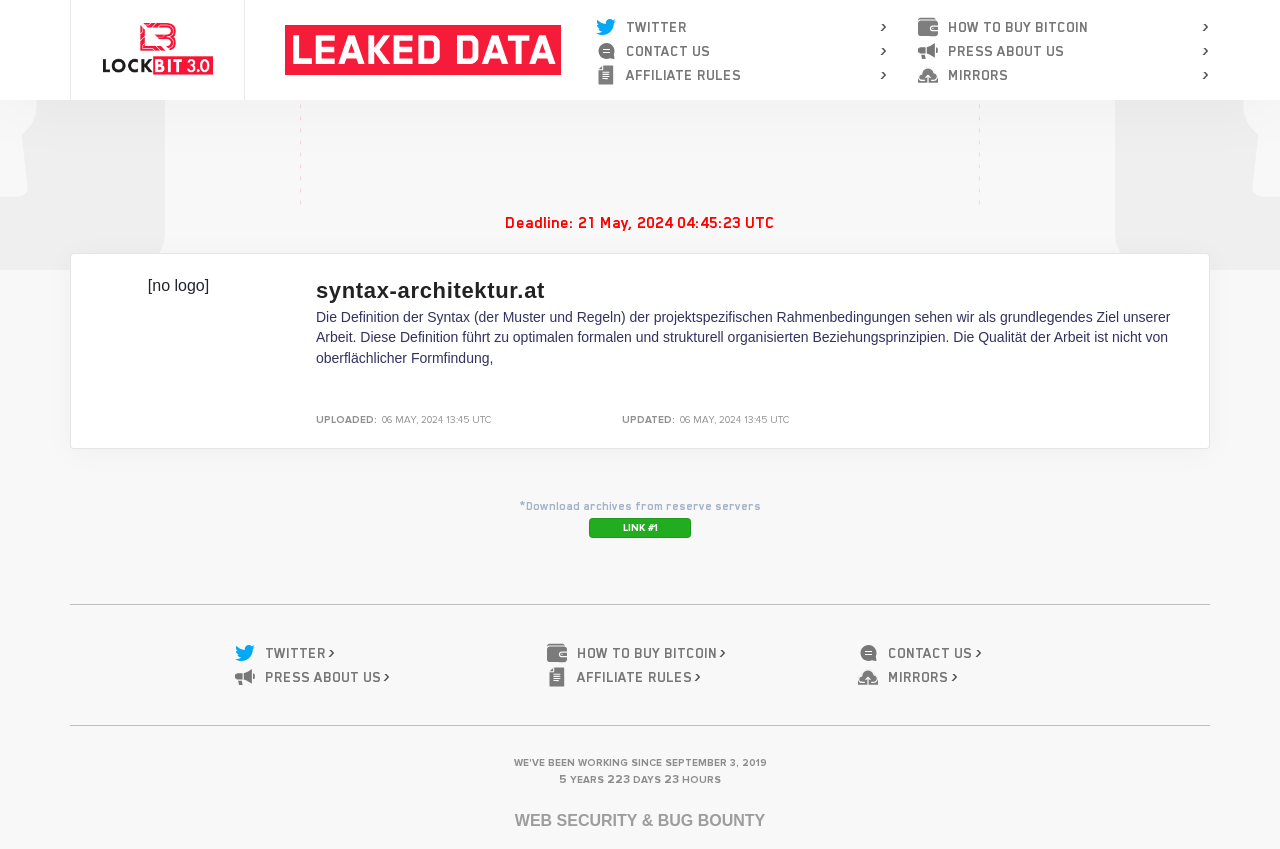 LOCKBIT 3.0
LEAKED DATA
TWITTER
CONTACT US
AFFILIATE RULES
HOW TO BUY BITCOIN
PRESS ABOUT US
MIRRORS
Deadline: 21 May, 2024 04:45:23 UTC
[no logo]
syntax-architektur.at
Die Definition der Syntax (der Muster und Regeln) der projektspezifischen Rahmenbedingungen sehen wir als grundlegendes Ziel unserer
Arbeit. Diese Definition führt zu optimalen formalen und strukturell organisierten Beziehungsprinzipien. Die Qualität der Arbeit ist nicht von
oberflächlicher Formfindung,
UPLOADED: 06 MAY, 2024 13:45 UTC
UPDATED: 06 MAY, 2024 13:45 UTC
*Download archives from reserve servers
LINK #1
TWITTER
PRESS ABOUT US
HOW TO BUY BITCOIN
AFFILIATE RULES
CONTACT US
MIRRORS
WE'VE BEEN WORKING SINCE SEPTEMBER 3, 2019
5 YEARS 223 DAYS 23 HOURS
WEB SECURITY & BUG BOUNTY